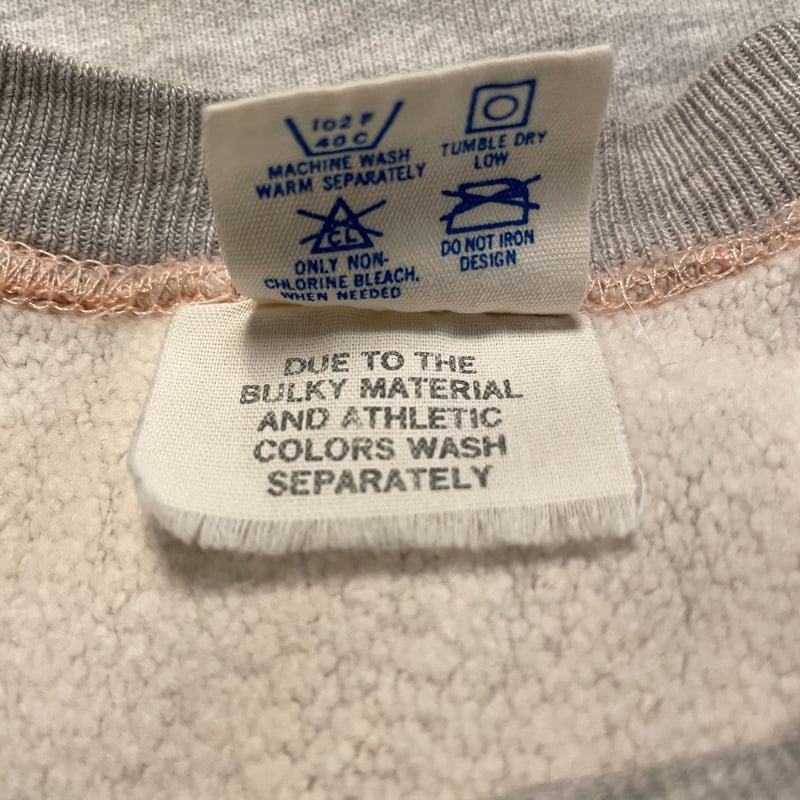 102 F
40 C
MACHINE WASH
WARM SEPARATELY
TUMBLE DRY
LOW
CL
ONLY NON-
CHLORINE BLEACH,
WHEN NEEDED
DO NOT IRON
DESIGN
DUE TO THE
BULKY MATERIAL
AND ATHLETIC
COLORS WASH
SEPARATELY